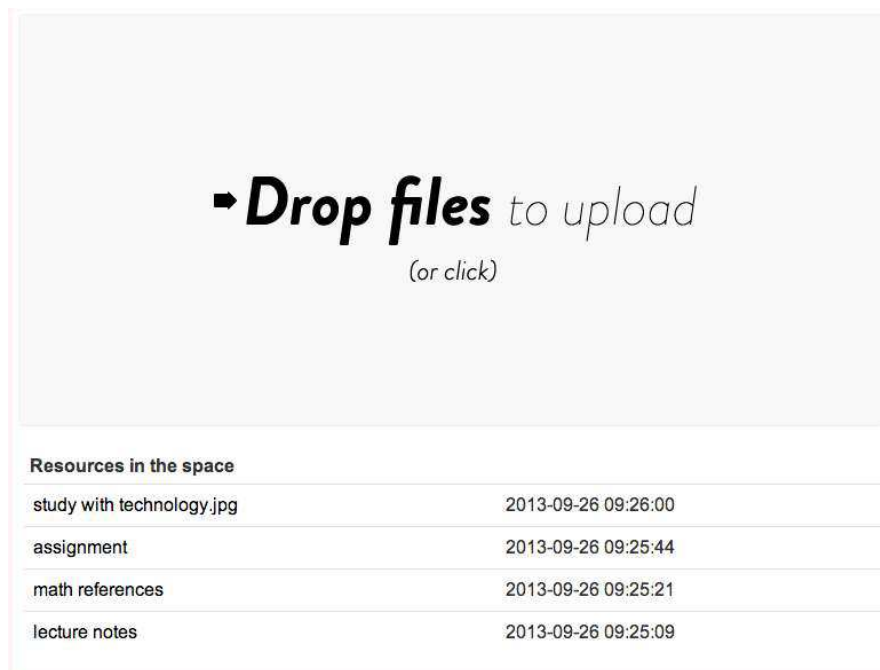 Drop files to upload
(or click)
Resources in the space
study with technology.jpg 2013-09-26 09:26:00
assignment 2013-09-26 09:25:44
math references 2013-09-26 09:25:21
lecture notes 2013-09-26 09:25:09